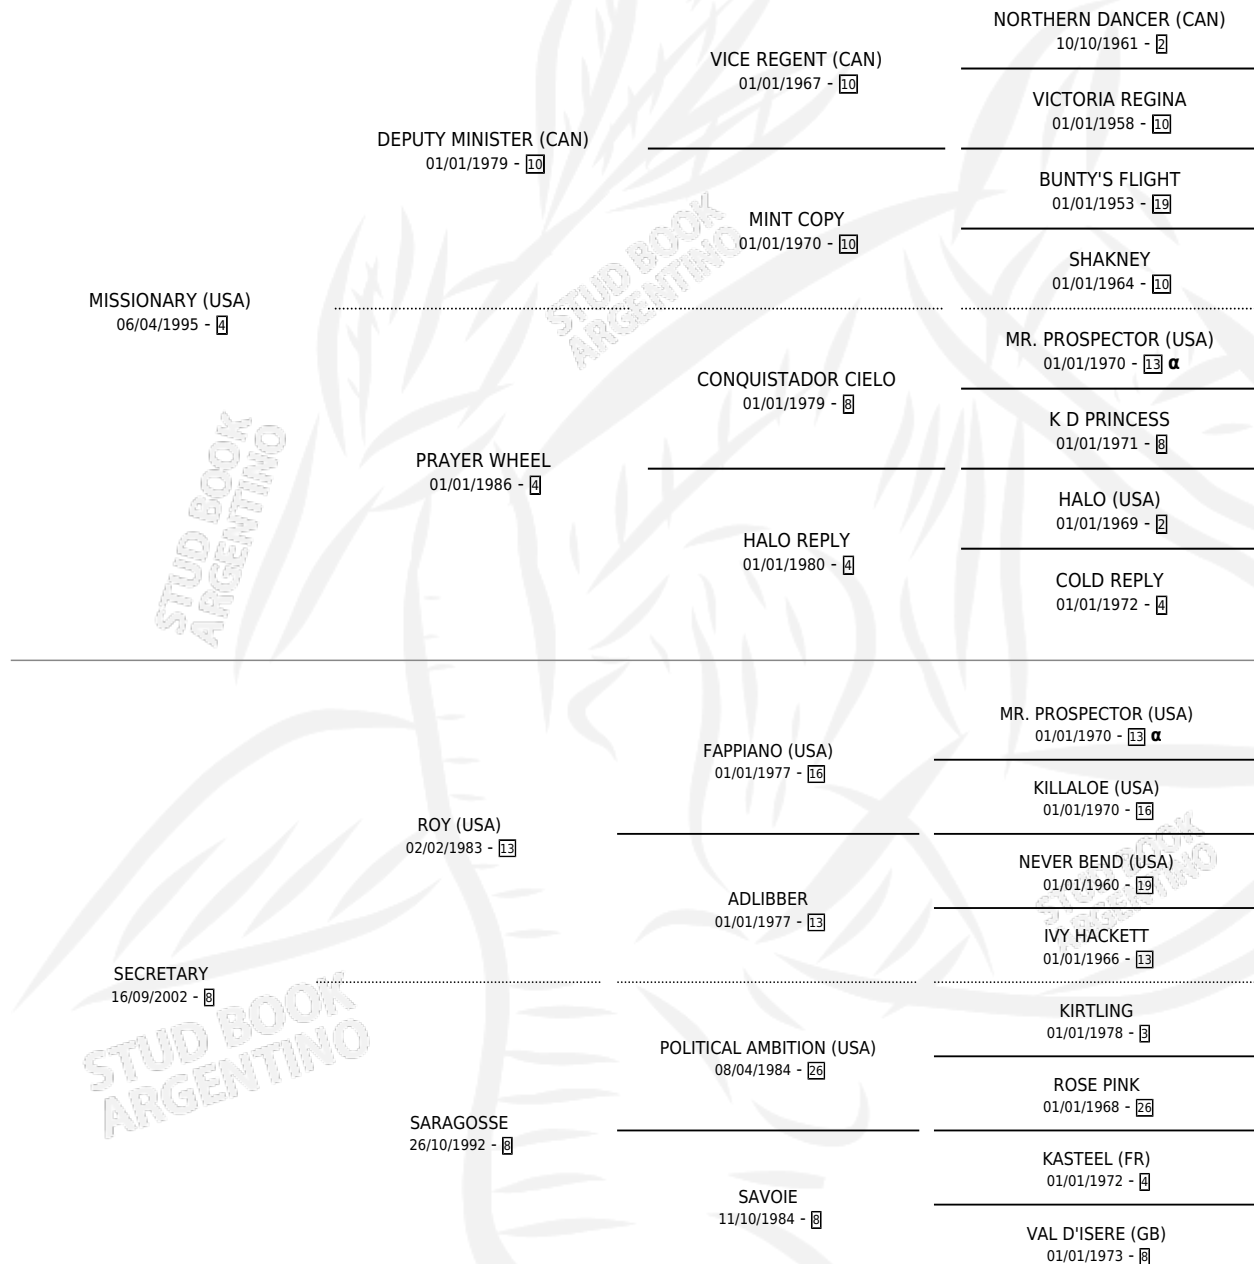 NORTHERN DANCER (CAN)
10/10/1961 - 2
VICE REGENT (CAN)
01/01/1967 - 10
VICTORIA REGINA
01/01/1958 - 10
DEPUTY MINISTER (CAN)
01/01/1979 - 10
BUNTY'S FLIGHT
01/01/1953 - 19
MINT COPY
01/01/1970 - 10
SHAKNEY
01/01/1964 - 10
MISSIONARY (USA)
06/04/1995 - 4
STUD BOOK
ARGENTINO
MR. PROSPECTOR (USA)
01/01/1970 - 13 α
CONQUISTADOR CIELO
01/01/1979 - 8
K D PRINCESS
01/01/1971 - 8
PRAYER WHEEL
01/01/1986 - 4
HALO (USA)
01/01/1969 - 2
HALO REPLY
01/01/1980 - 4
COLD REPLY
01/01/1972 - 4
STUD BOOK
ARGENTINO
MR. PROSPECTOR (USA)
01/01/1970 - 13 α
FAPPIANO (USA)
01/01/1977 - 16
KILLALOE (USA)
01/01/1970 - 16
ROY (USA)
02/02/1983 - 13
NEVER BEND (USA)
01/01/1960 - 19
STUD BOOK
ARGENTINO
ADLIBBER
01/01/1977 - 13
IVY HACKETT
01/01/1966 - 13
SECRETARY
16/09/2002 - 8
STUD BOOK
ARGENTINO
KIRTLING
01/01/1978 - 3
POLITICAL AMBITION (USA)
08/04/1984 - 26
ROSE PINK
01/01/1968 - 26
SARAGOSSE
26/10/1992 - 8
KASTEEL (FR)
01/01/1972 - 4
SAVOIE
11/10/1984 - 8
VAL D'ISERE (GB)
01/01/1973 - 8